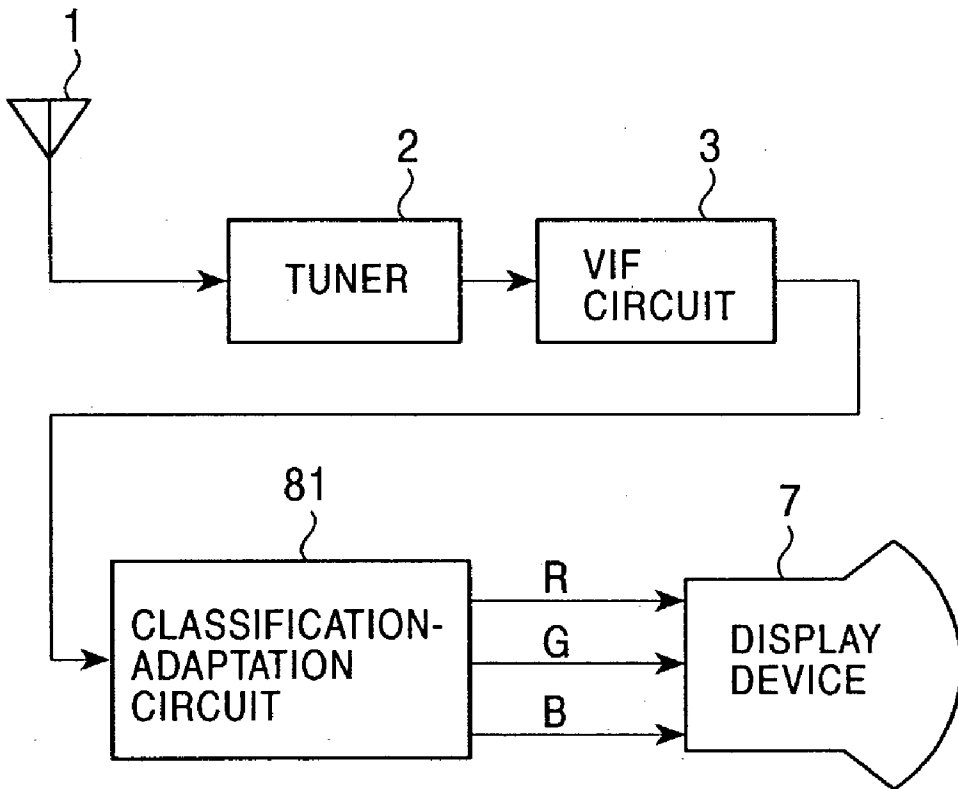 1
2
3
TUNER
VIF
CIRCUIT
81
7
CLASSIFICATION-
ADAPTATION
CIRCUIT
R
G
B
DISPLAY
DEVICE